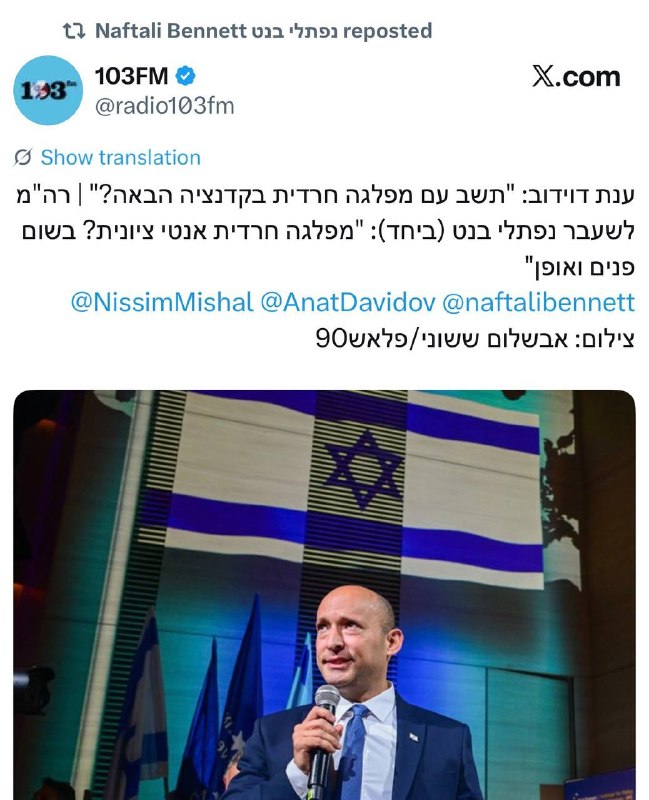 Naftali Bennett נפתלי בנט reposted
103fm
103FM
X.com
@radio103fm
Show translation
ענת דוידוב: "תשב עם מפלגה חרדית בקדנציה הבאה?" | רה"מ
לשעבר נפתלי בנט (ביחד): "מפלגה חרדית אנטי ציונית? בשום
פנים ואופן"
@NissimMishal @AnatDavidov @naftalibennett
צילום: אבשלום ששוני/פלאש90